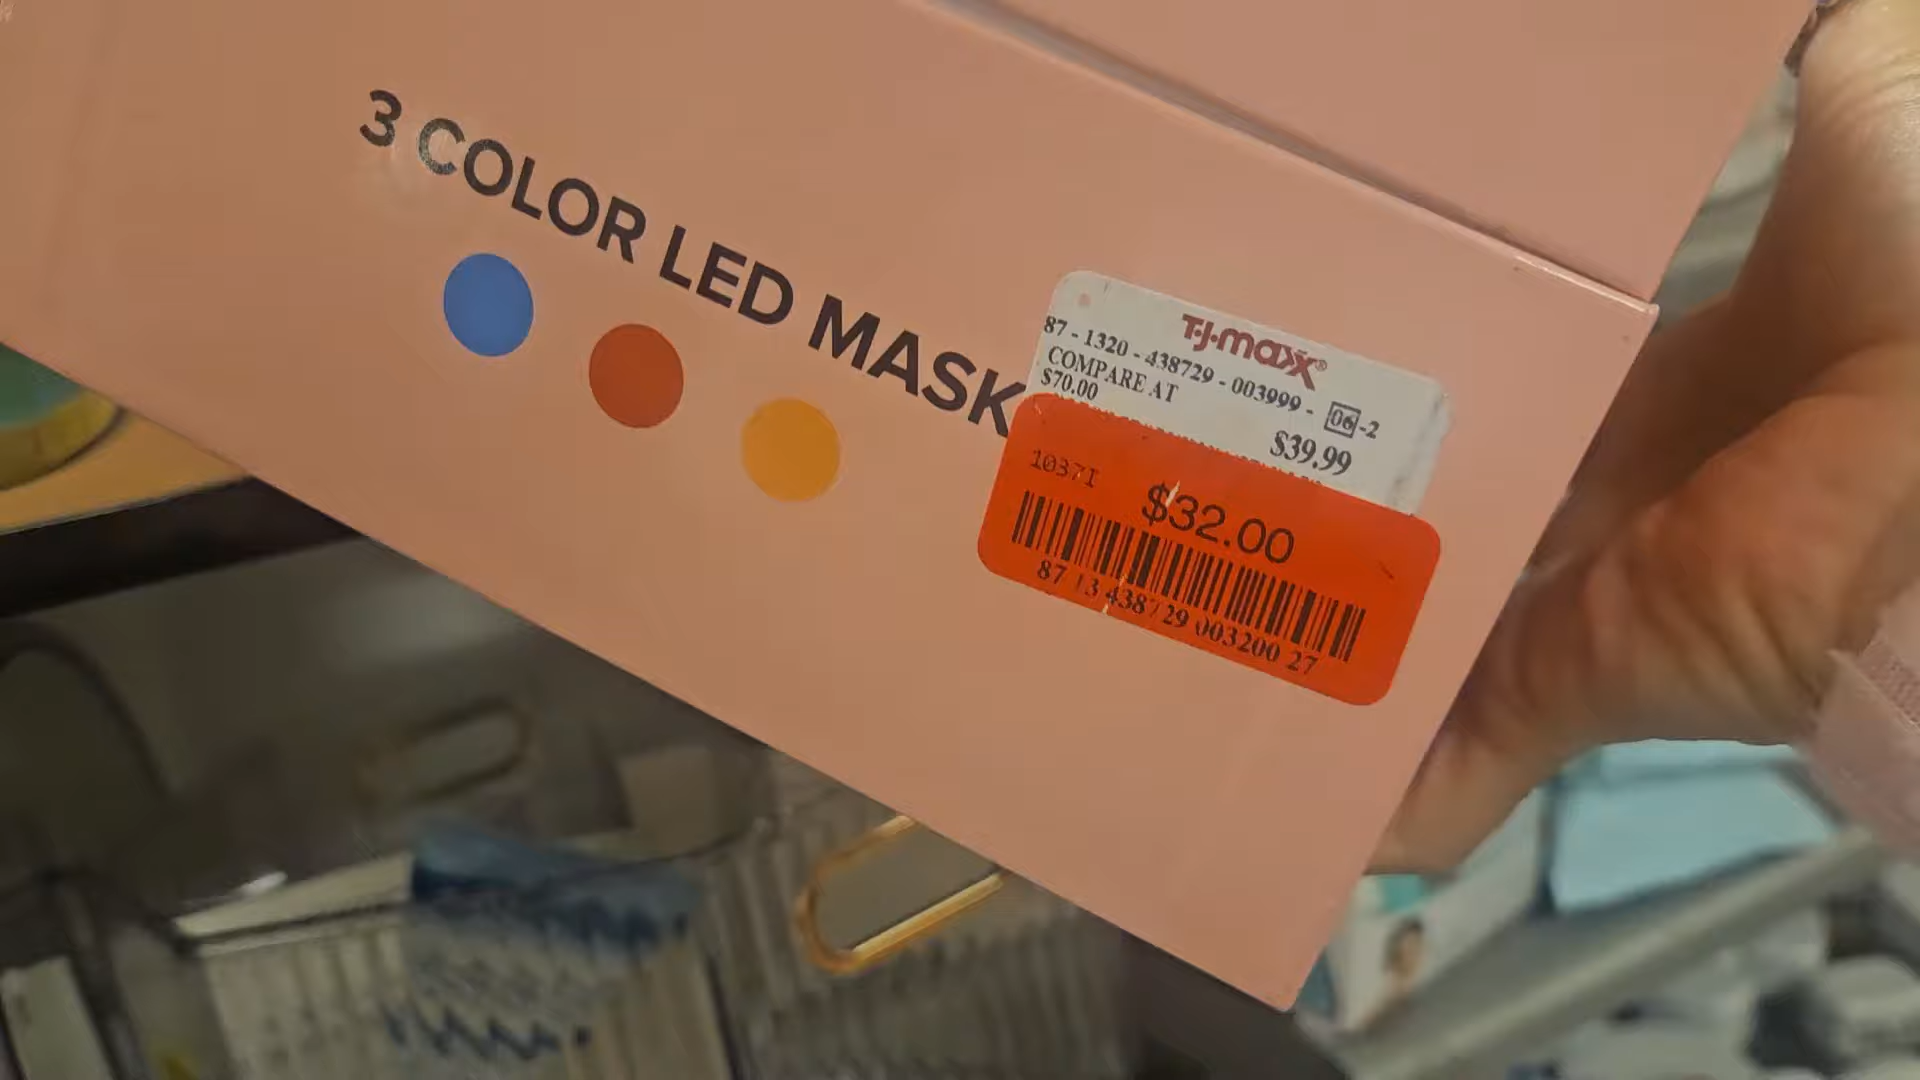 3 COLOR LED MASK
T·J·maxx®
87 - 1320 - 438729 - 003999 - 06 -2
COMPARE AT
$70.00
$39.99
1037I
$32.00
87 13 438729 003200 27